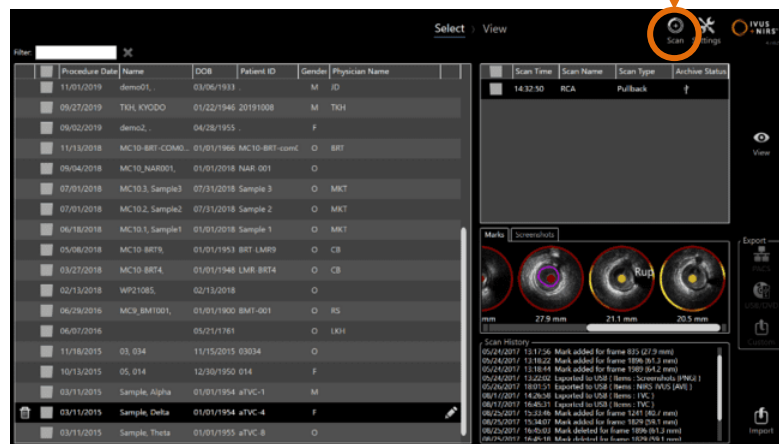 Select > View
Scan
Settings
IVUS
+NIRS
Filter:
Procedure Date Name DOB Patient ID Gender Physician Name
11/01/2019 demo01, . 03/06/1933 . M JD
09/27/2019 TKH, KYODO 01/22/1946 20191008 M TKH
09/02/2019 demo2, . 04/28/1955 . F
11/13/2018 MC10-BRT-COM0... 01/01/1966 MC10-BRT-com( O BRT
09/04/2018 MC10_NAR001, 01/01/2018 NAR-001 O
07/01/2018 MC10.3, Sample3 07/31/2018 Sample 3 O MKT
07/01/2018 MC10.2, Sample2 07/31/2018 Sample 2 O MKT
06/18/2018 MC10.1, Sample1 01/01/2018 Sample 1 O MKT
05/08/2018 MC10-BRT9, 01/01/1953 BRT-LMR9 O CB
03/27/2018 MC10-BRT4, 01/01/1948 LMR-BRT4 O CB
02/13/2018 WP21085, 02/13/2018 O
06/29/2016 MC9_BMT001, 01/01/1900 BMT-001 O RS
06/07/2016 05/21/1761 O LKH
11/18/2015 03, 034 11/15/2015 03034 O
10/13/2015 05, 014 12/30/1950 014 F
03/11/2015 Sample, Alpha 01/01/1954 aTVC-1 M
03/11/2015 Sample, Delta 01/01/1954 aTVC-4 F
03/11/2015 Sample, Theta 01/01/1955 aTVC-8 O
Scan Time Scan Name Scan Type Archive Status
14:32:50 RCA Pullback
View
Marks Screenshots
Rup
mm 27.9 mm 21.1 mm 20.5 mm
Export
PACS
USB/DVD
Custom
Import
Scan History
05/24/2017 13:17:56 Mark added for frame 835 (27.9 mm)
05/24/2017 13:18:22 Mark added for frame 1896 (61.3 mm)
05/24/2017 13:18:44 Mark added for frame 1989 (64.2 mm)
05/24/2017 13:22:02 Exported to USB ( Items : Screenshots (PNG) )
05/24/2017 18:01:51 Exported to USB ( Items : NIRS IVUS (AVI) )
08/17/2017 14:26:58 Exported to USB ( Items : TVC )
08/17/2017 16:45:31 Exported to USB ( Items : TVC )
08/25/2017 15:33:46 Mark added for frame 1241 (40.7 mm)
08/25/2017 15:34:07 Mark added for frame 1829 (59.1 mm)
08/25/2017 16:45:03 Mark deleted for frame 1896 (61.3 mm)
08/25/2017 16:45:18 Mark deleted for frame 1829 (59.1 mm)